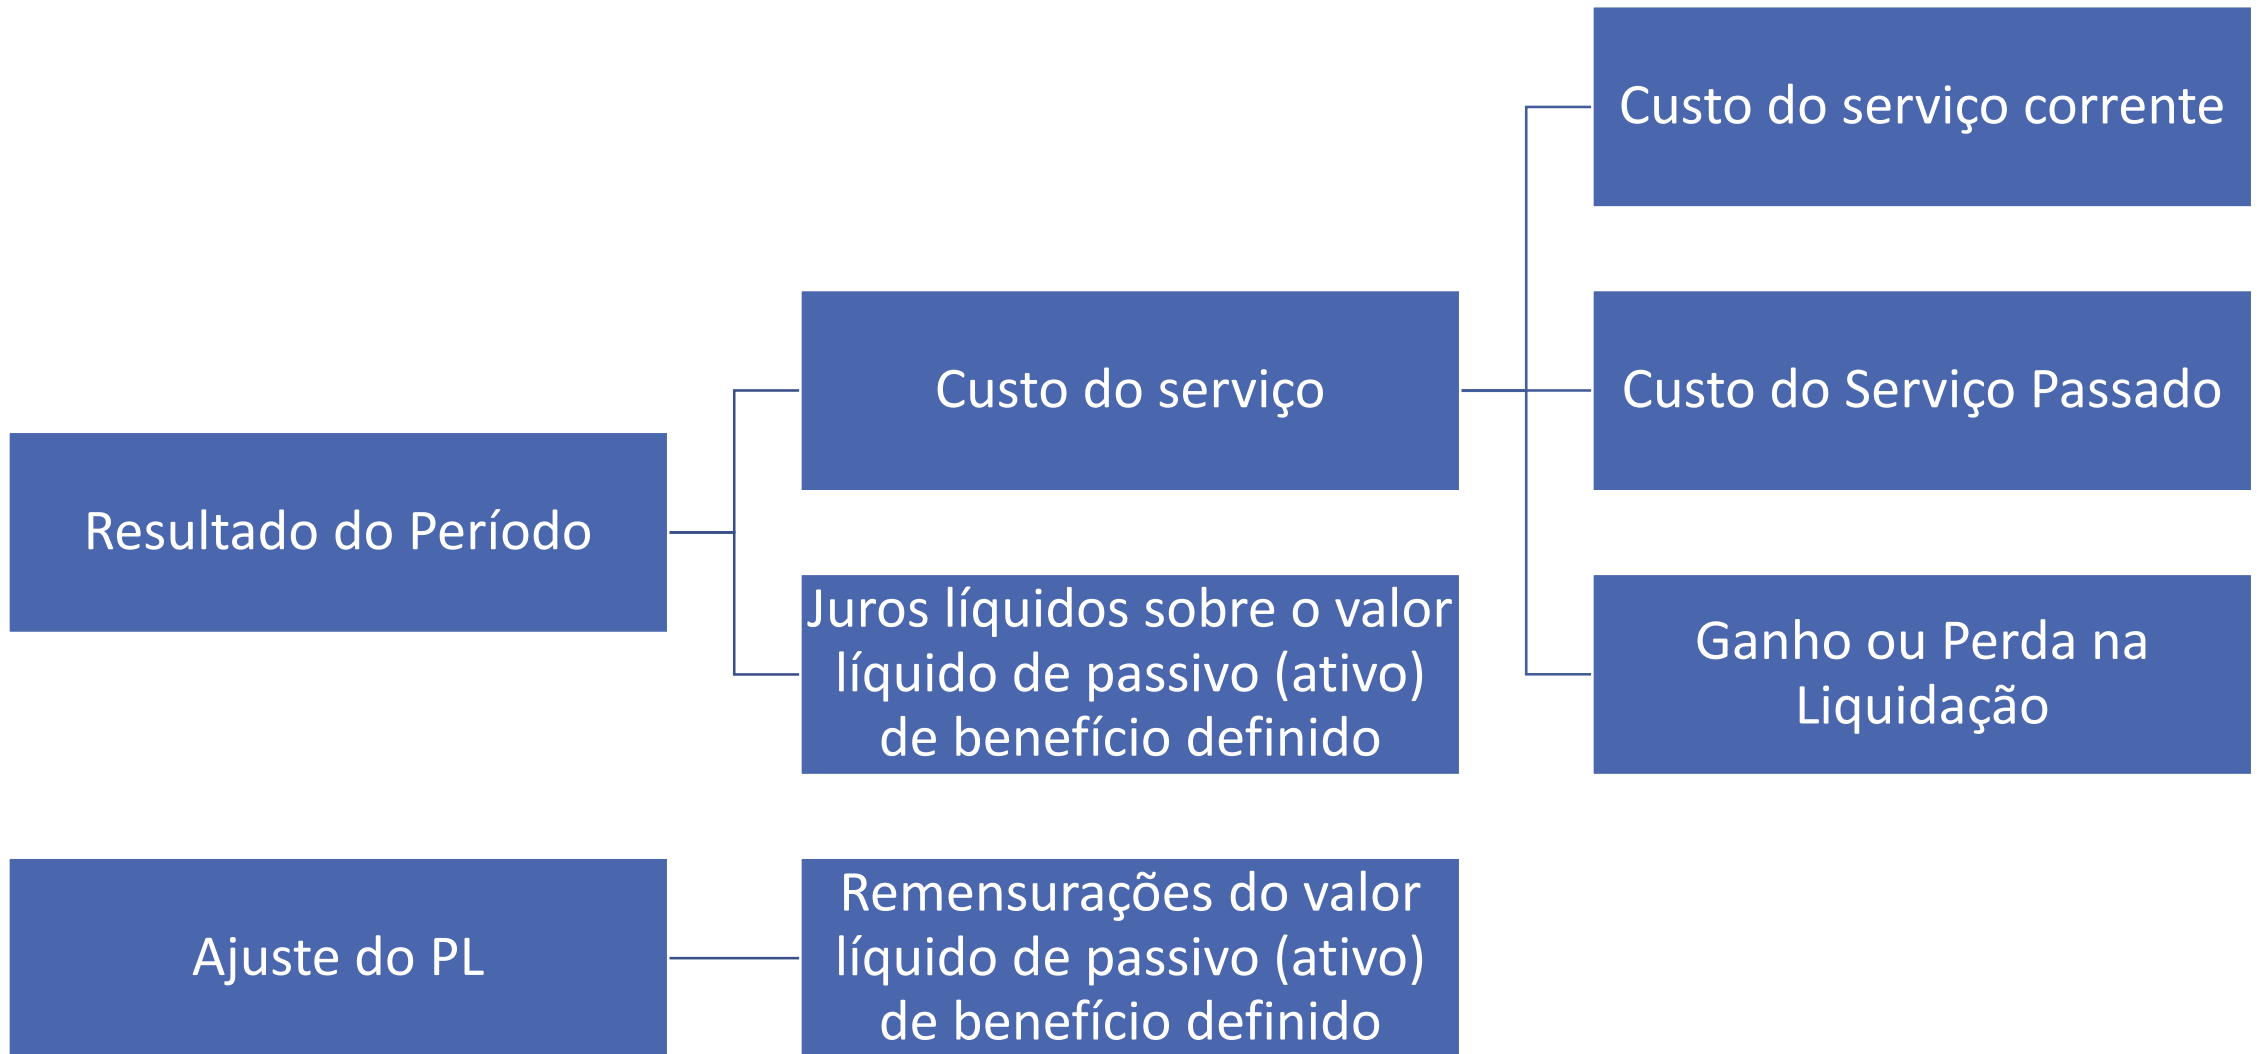 Resultado do Período
Custo do serviço
Custo do serviço corrente
Custo do Serviço Passado
Ganho ou Perda na
Liquidação
Juros líquidos sobre o valor
líquido de passivo (ativo)
de benefício definido
Ajuste do PL
Remensurações do valor
líquido de passivo (ativo)
de benefício definido